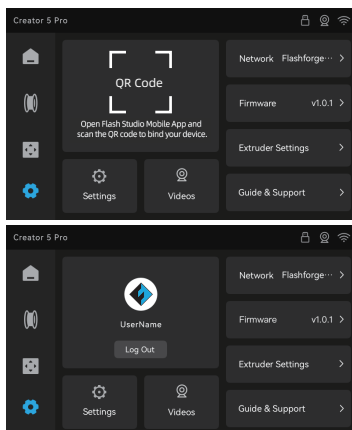 Creator 5 Pro
QR Code
Open Flash Studio Mobile App and
scan the QR code to bind your device.
Settings
Videos
Network Flashforge··· >
Firmware v1.0.1 >
Extruder Settings >
Guide & Support >
Creator 5 Pro
UserName
Log Out
Settings
Videos
Network Flashforge··· >
Firmware v1.0.1 >
Extruder Settings >
Guide & Support >